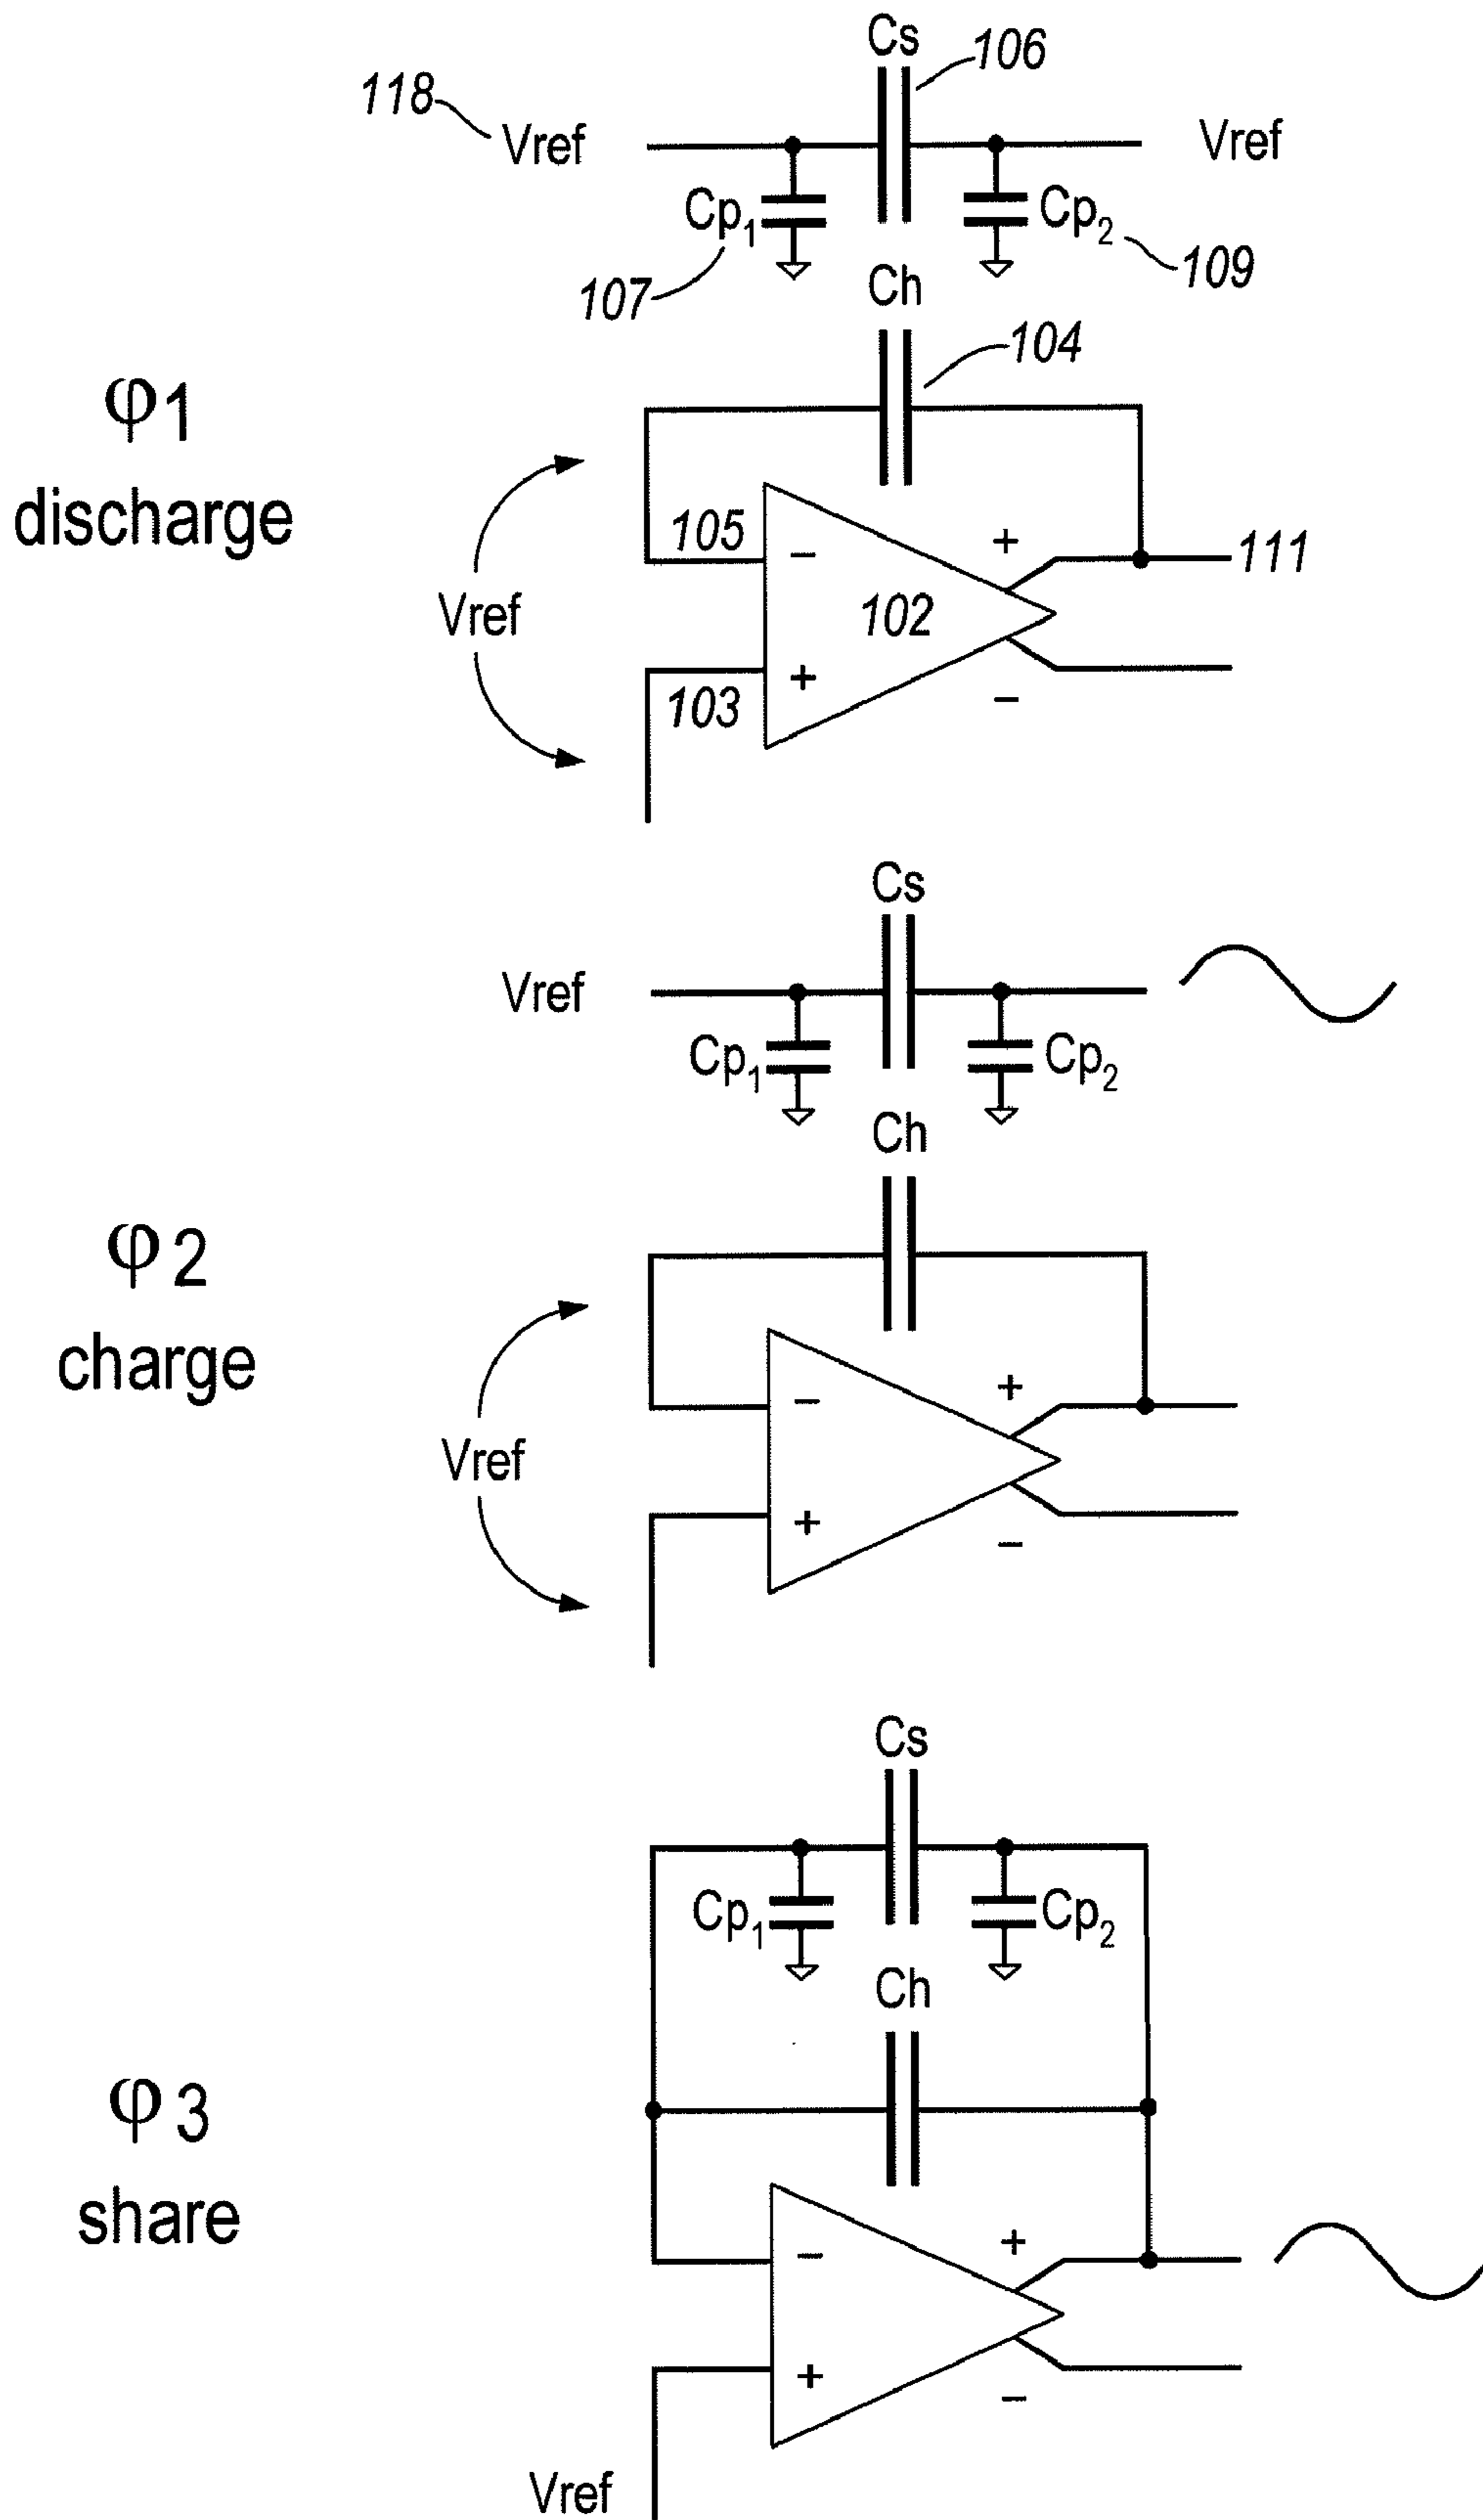 Cs
106
118
Vref
Vref
Cp1
Cp2
107
109
Ch
104
φ1
discharge
105
−
+
111
Vref
102
103
+
−
Cs
Vref
Cp1
Cp2
Ch
φ2
charge
−
+
Vref
+
−
Cs
Cp1
Cp2
Ch
φ3
share
−
+
+
−
Vref